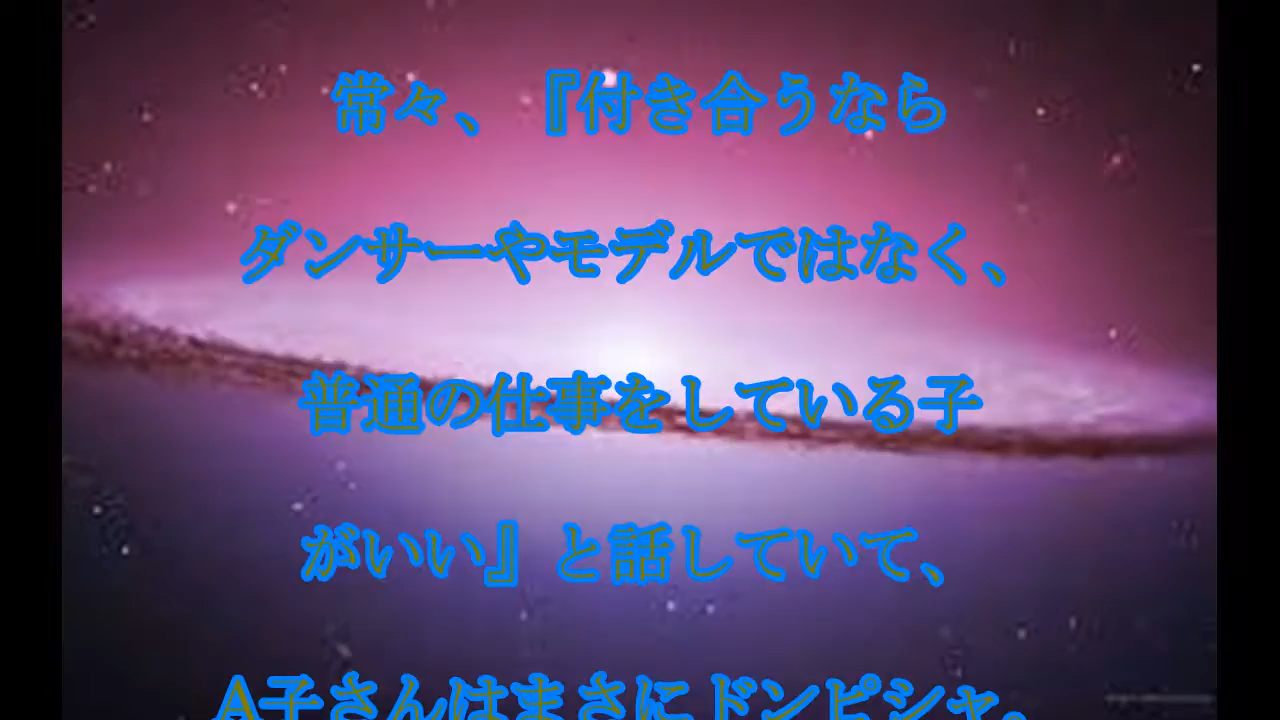 常々、『付き合うなら
ダンサーやモデルではなく、
普通の仕事をしている子
がいい』と話していて、
A子さんはまさにドンピシャ。